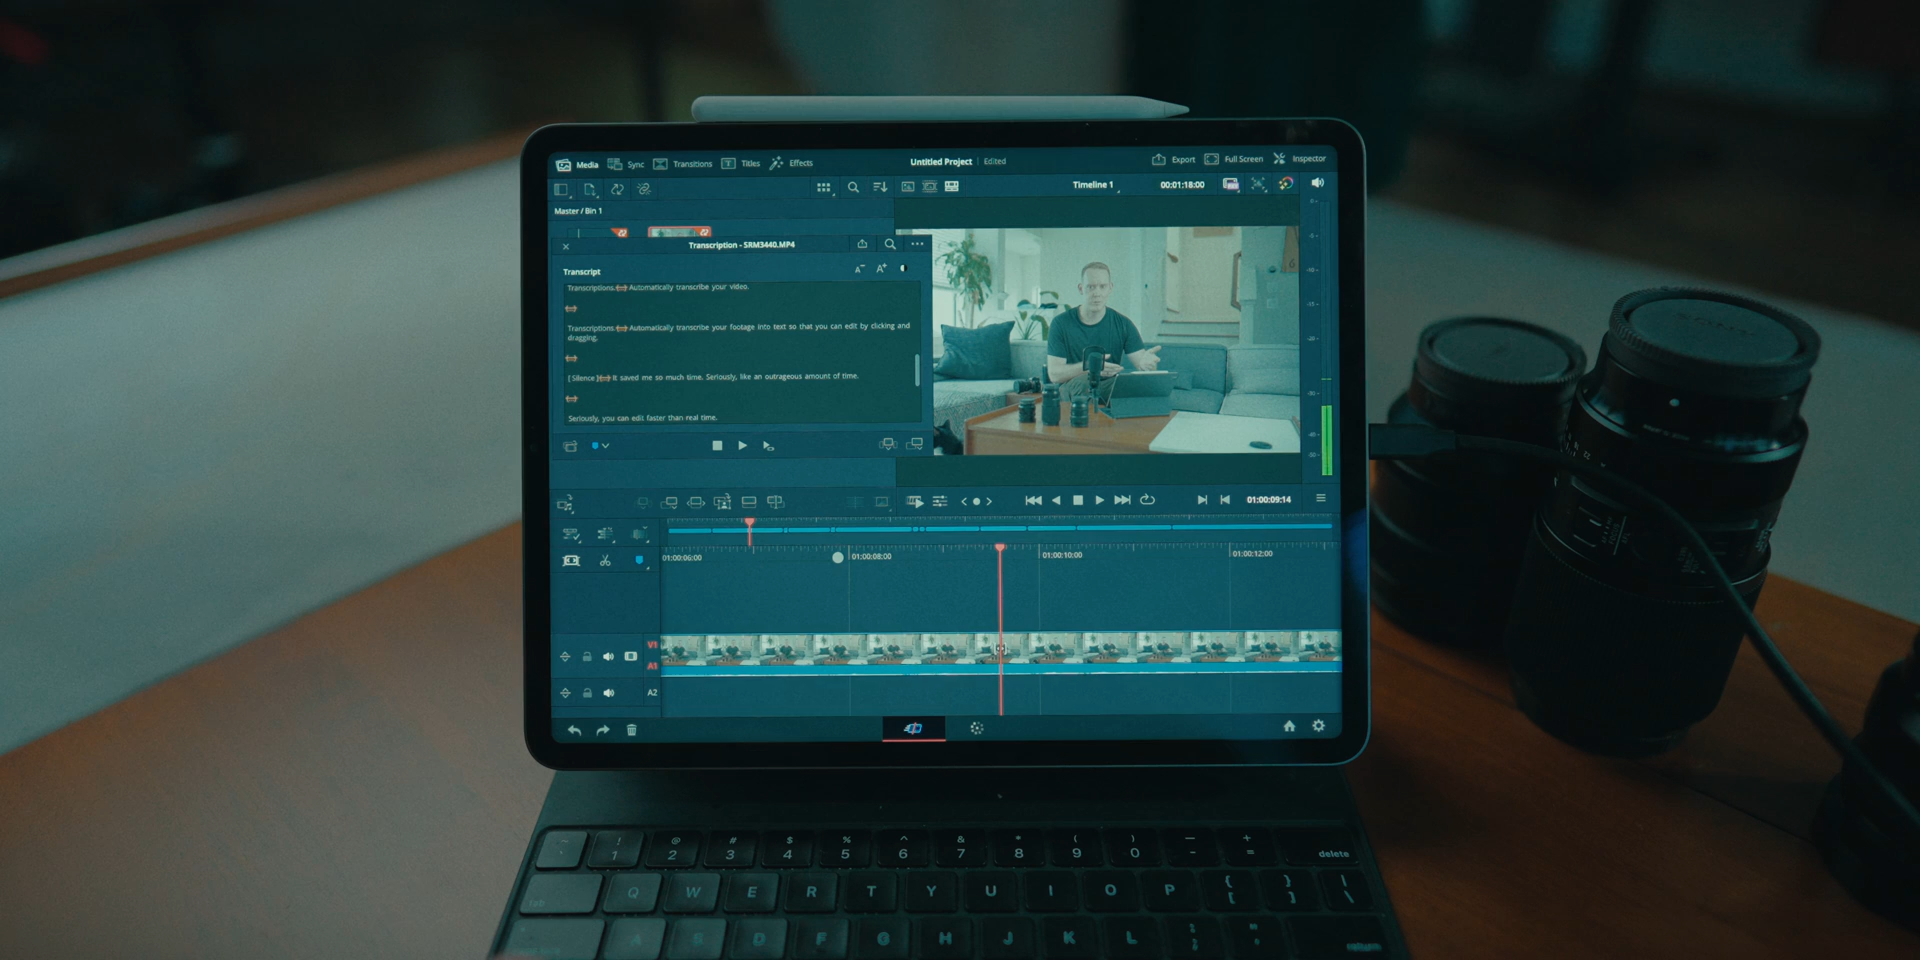 Media Sync Transitions Titles Effects Untitled Project Edited Export Full Screen Inspector
Timeline 1 00:01:18:00
Master / Bin 1
Transcription - SRM3440.MP4
Transcript
Transcriptions. Automatically transcribe your video.
Transcriptions. Automatically transcribe your footage into text so that you can edit by clicking and
dragging.
[ Silence ] It saved me so much time. Seriously, like an outrageous amount of time.
Seriously, you can edit faster than real time.
01:00:09:14
01:00:06:00 01:00:08:00 01:00:10:00 01:00:12:00
V1
A1
A2
SONY
~ ! @ # $ % ^ & * ( ) — +
` 1 2 3 4 5 6 7 8 9 0 - = delete
tab Q W E R T Y U I O P { [ } ] | \
A S D F G H J K L : ; " ' return